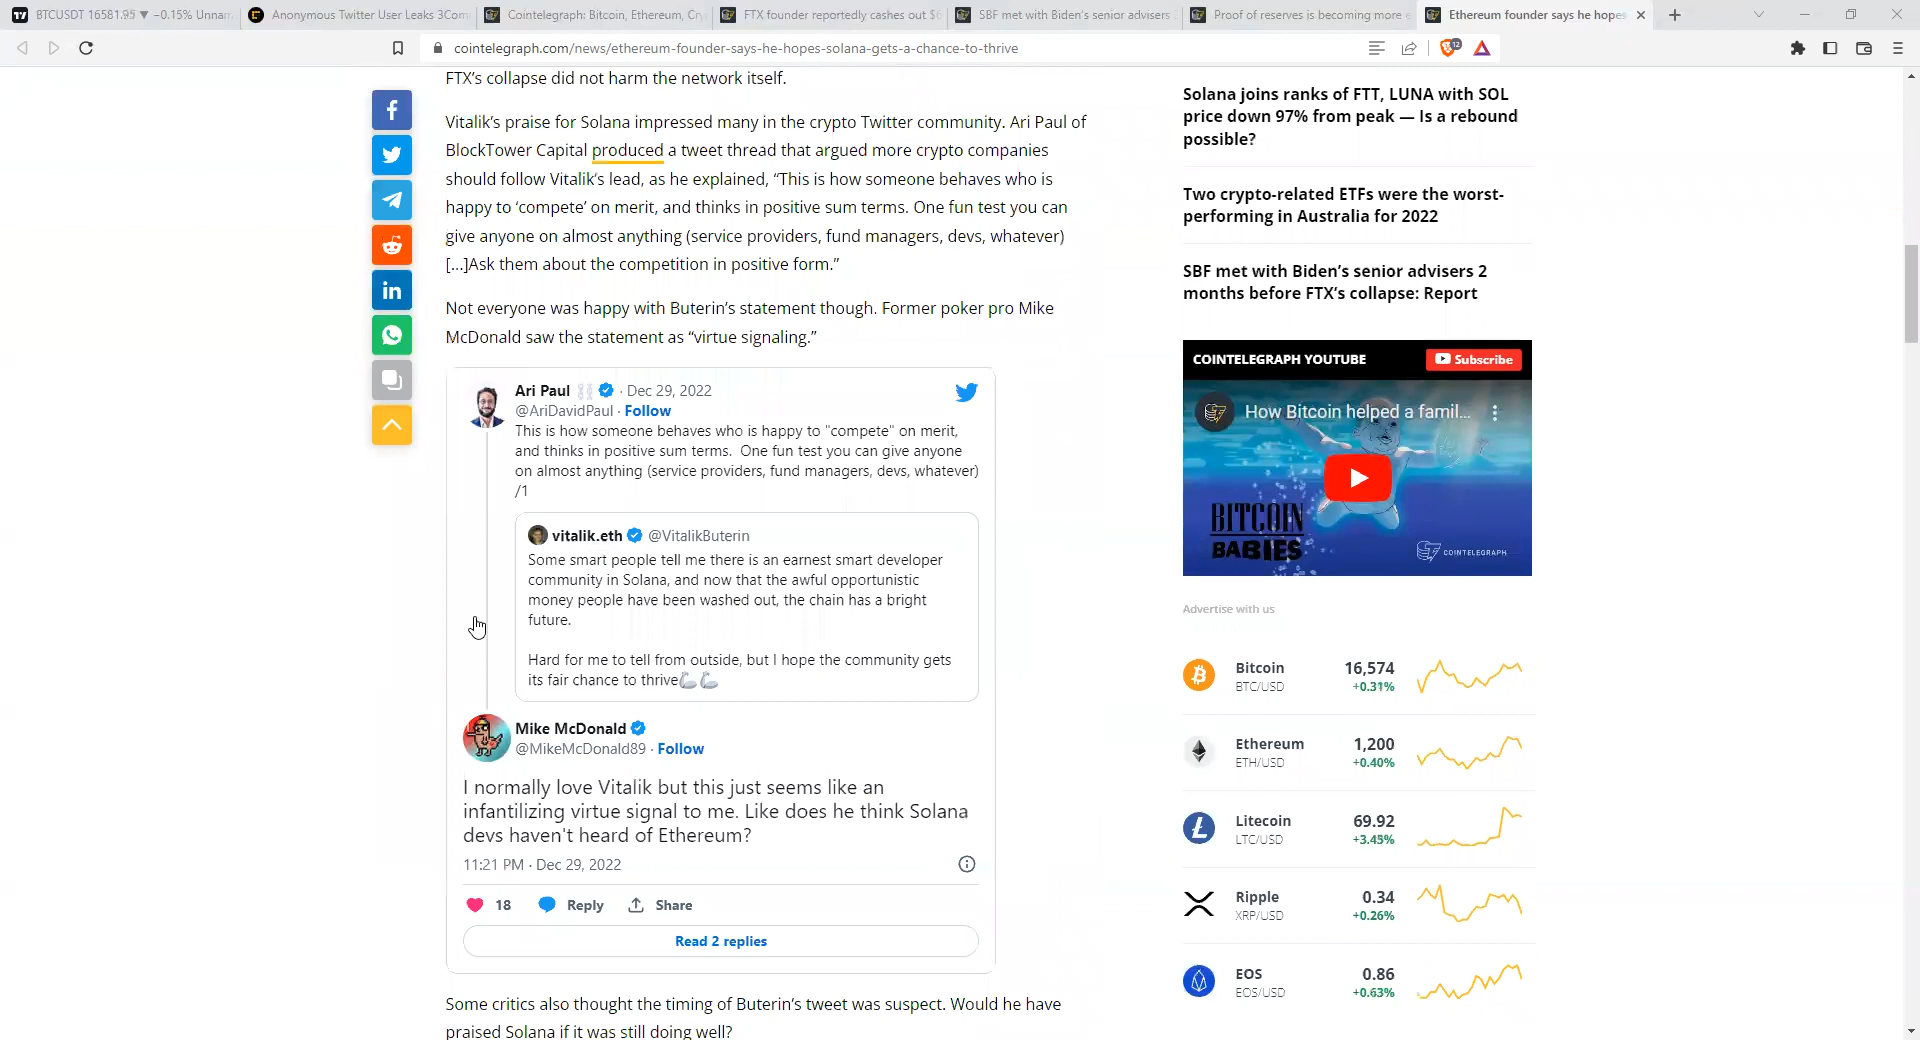 BTCUSDT 16581.95 ▼ −0.15% Unnam
Anonymous Twitter User Leaks 3Com
Cointelegraph: Bitcoin, Ethereum, Cry
FTX founder reportedly cashes out $6
SBF met with Biden's senior advisers 2
Proof of reserves is becoming more e
Ethereum founder says he hopes
cointelegraph.com/news/ethereum-founder-says-he-hopes-solana-gets-a-chance-to-thrive
12
FTX's collapse did not harm the network itself.
Vitalik's praise for Solana impressed many in the crypto Twitter community. Ari Paul of
BlockTower Capital produced a tweet thread that argued more crypto companies
should follow Vitalik's lead, as he explained, “This is how someone behaves who is
happy to ‘compete’ on merit, and thinks in positive sum terms. One fun test you can
give anyone on almost anything (service providers, fund managers, devs, whatever)
[...]Ask them about the competition in positive form.”
Not everyone was happy with Buterin's statement though. Former poker pro Mike
McDonald saw the statement as “virtue signaling.”
Ari Paul · Dec 29, 2022
@AriDavidPaul · Follow
This is how someone behaves who is happy to "compete" on merit,
and thinks in positive sum terms. One fun test you can give anyone
on almost anything (service providers, fund managers, devs, whatever)
/1
vitalik.eth @VitalikButerin
Some smart people tell me there is an earnest smart developer
community in Solana, and now that the awful opportunistic
money people have been washed out, the chain has a bright
future.
Hard for me to tell from outside, but I hope the community gets
its fair chance to thrive💪💪
Mike McDonald
@MikeMcDonald89 · Follow
I normally love Vitalik but this just seems like an
infantilizing virtue signal to me. Like does he think Solana
devs haven't heard of Ethereum?
11:21 PM · Dec 29, 2022
18 Reply Share
Read 2 replies
Some critics also thought the timing of Buterin's tweet was suspect. Would he have
praised Solana if it was still doing well?
Solana joins ranks of FTT, LUNA with SOL
price down 97% from peak — Is a rebound
possible?
Two crypto-related ETFs were the worst-
performing in Australia for 2022
SBF met with Biden's senior advisers 2
months before FTX's collapse: Report
COINTELEGRAPH YOUTUBE Subscribe
How Bitcoin helped a famil...
BITCOIN
BABIES
COINTELEGRAPH
Advertise with us
Bitcoin 16,574
BTC/USD +0.31%
Ethereum 1,200
ETH/USD +0.40%
Litecoin 69.92
LTC/USD +3.45%
Ripple 0.34
XRP/USD +0.26%
EOS 0.86
EOS/USD +0.63%